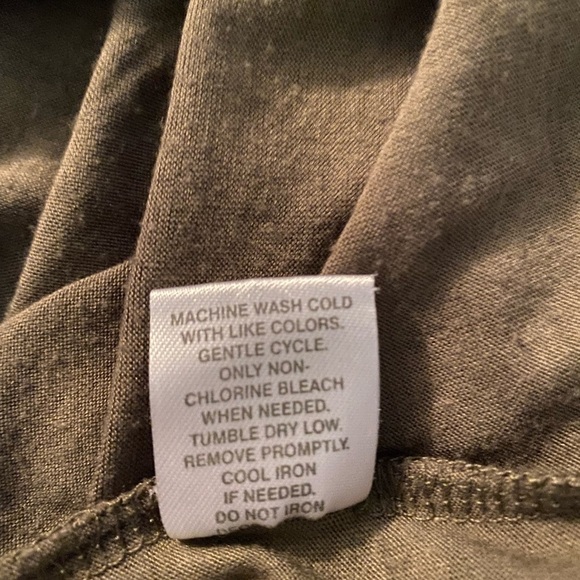 MACHINE WASH COLD
WITH LIKE COLORS.
GENTLE CYCLE.
ONLY NON-
CHLORINE BLEACH
WHEN NEEDED.
TUMBLE DRY LOW.
REMOVE PROMPTLY.
COOL IRON
IF NEEDED.
DO NOT IRON